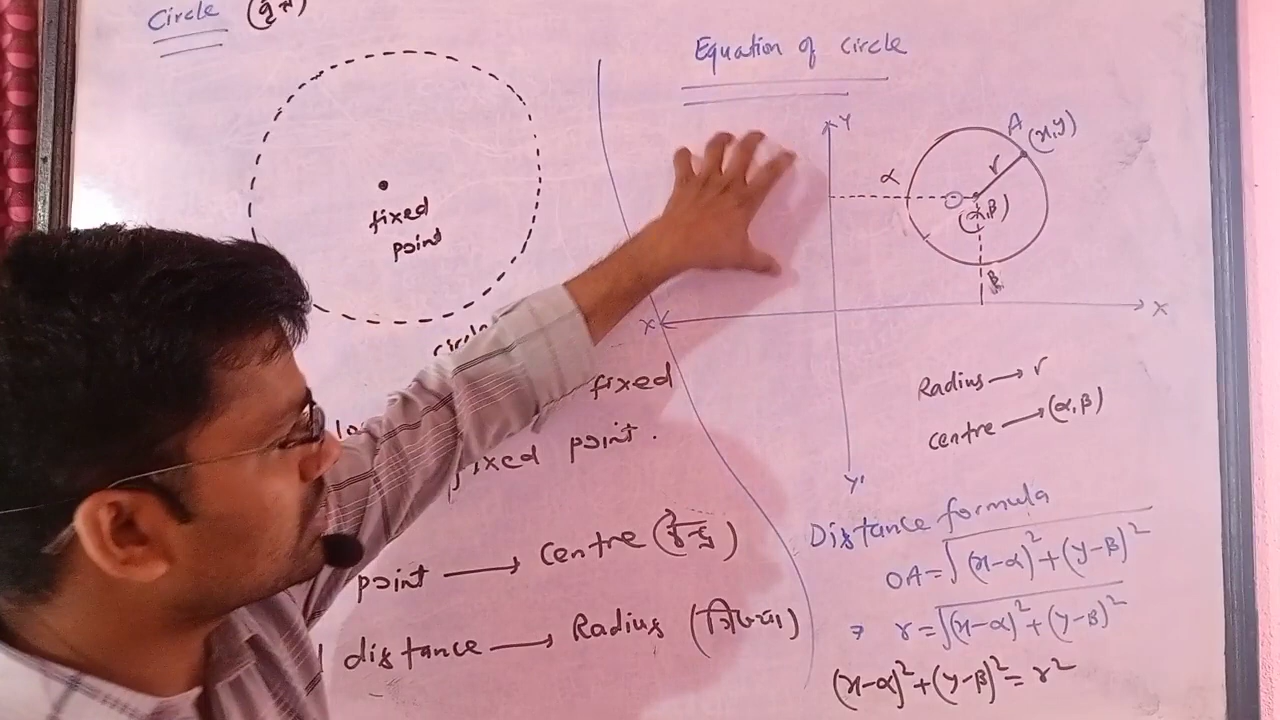 Circle (वृत्त)
fixed
point
circle
fixed
fixed point.
point → Centre (केन्द्र)
distance → Radius (त्रिज्या)
Equation of circle
Y
A (x,y)
r
α
(α,β)
β
X
X
Y'
Radius → r
Centre → (α,β)
Distance formula
OA = √(x-α)²+(y-β)²
⇒ r = √(x-α)²+(y-β)²
(x-α)²+(y-β)² = r²